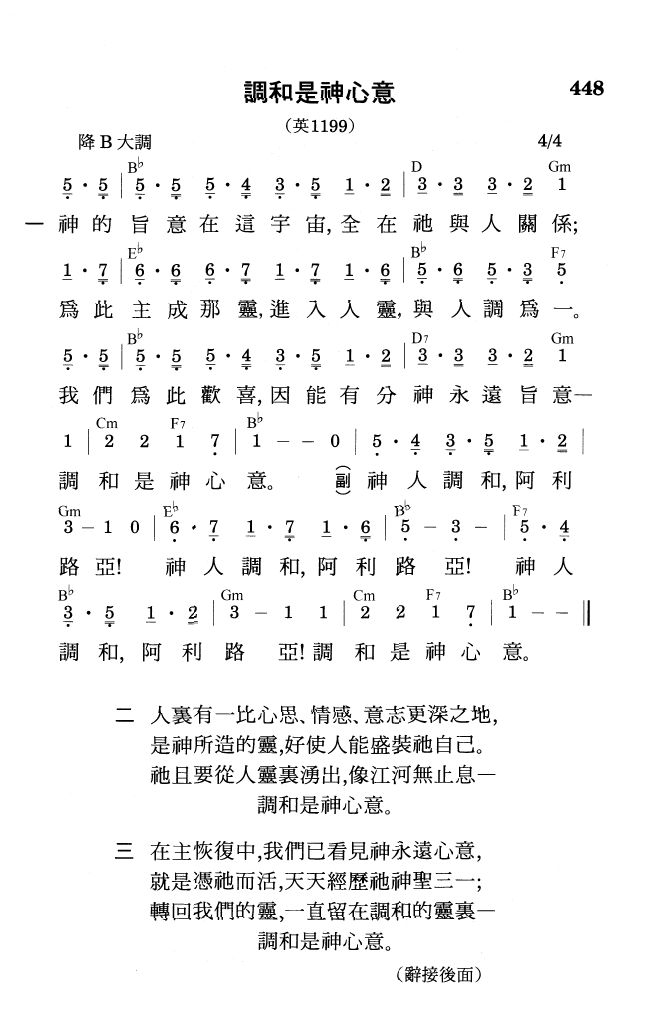 調和是神心意 448
(英1199)
降B大調 4/4
B♭ D Gm
5 · 5 | 5 · 5 5 · 4 3 · 5 1 · 2 | 3 · 3 3 · 2 1
一 神的旨意在這宇宙,全在祂與人關係;
E♭ B♭ F7
1 · 7 | 6 · 6 6 · 7 1 · 7 1 · 6 | 5 · 6 5 · 3 5
爲此主成那靈,進入人靈,與人調爲一。
B♭ D7 Gm
5 · 5 | 5 · 5 5 · 4 3 · 5 1 · 2 | 3 · 3 3 · 2 1
我們爲此歡喜,因能有分神永遠旨意—
Cm F7 B♭
1 | 2 2 1 7 | 1 – – 0 | 5 · 4 3 · 5 1 · 2 |
調和是神心意。 (副) 神人調和,阿利
Gm E♭ B♭ F7
3 – 1 0 | 6 · 7 1 · 7 1 · 6 | 5 – 3 – | 5 · 4
路亞! 神人調和,阿利路亞! 神人
B♭ Gm Cm F7 B♭
3 · 5 1 · 2 | 3 – 1 1 | 2 2 1 7 | 1 – – ‖
調和,阿利路亞!調和是神心意。
二 人裏有一比心思、情感、意志更深之地,
是神所造的靈,好使人能盛裝祂自己。
祂且要從人靈裏湧出,像江河無止息—
調和是神心意。
三 在主恢復中,我們已看見神永遠心意,
就是憑祂而活,天天經歷祂神聖三一;
轉回我們的靈,一直留在調和的靈裏—
調和是神心意。
(辭接後面)